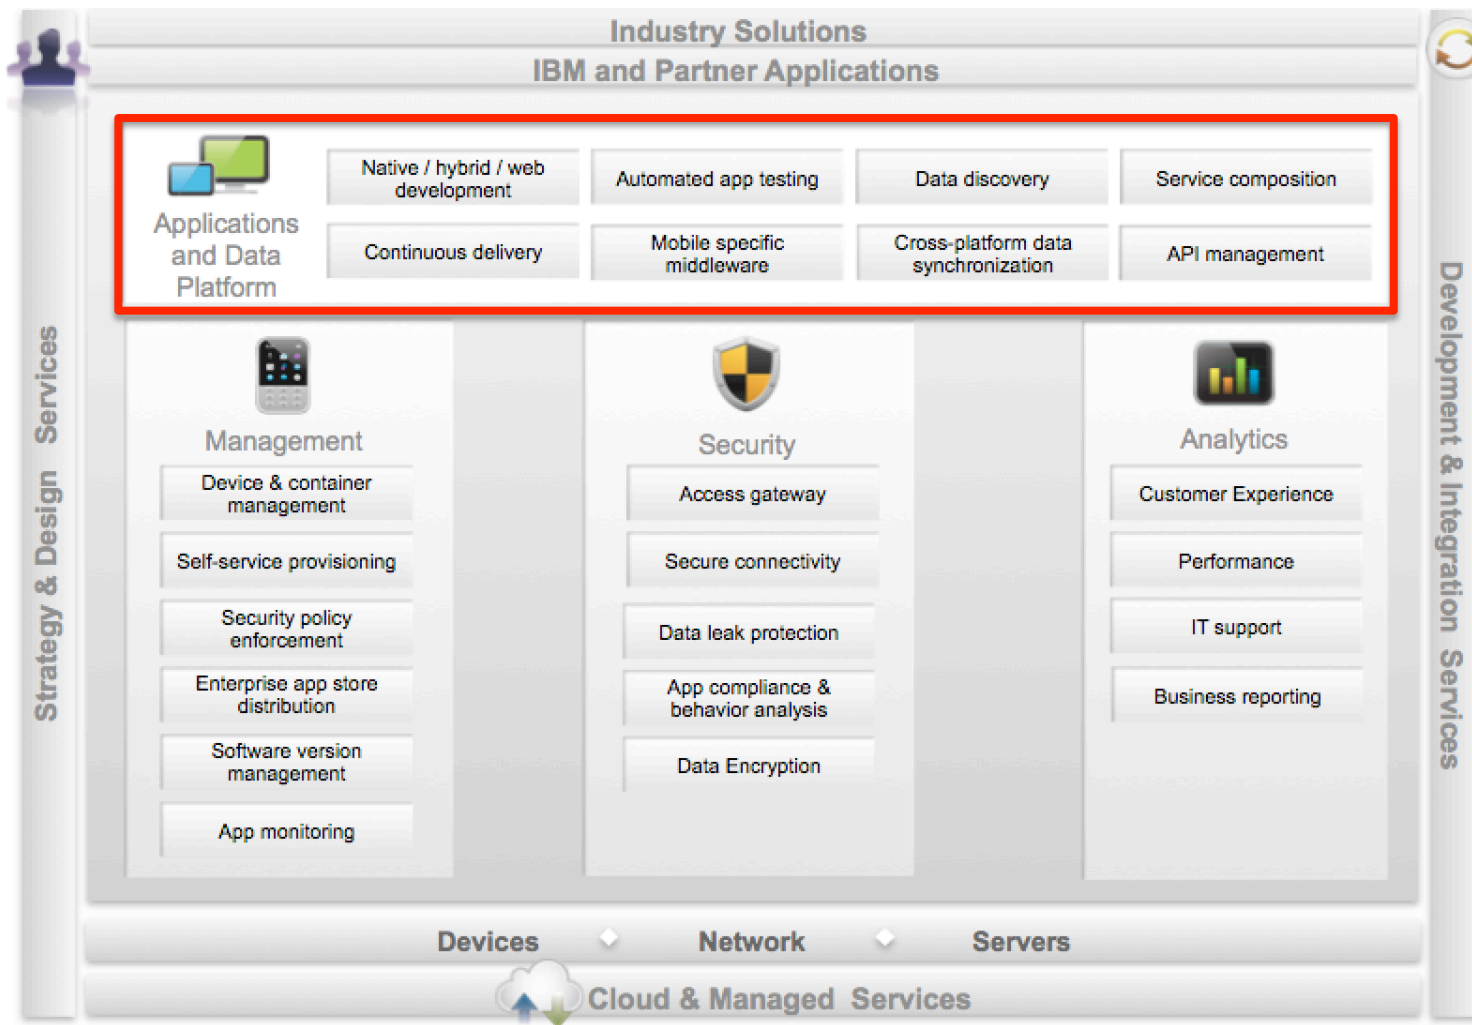 Industry Solutions
IBM and Partner Applications
Applications
and Data
Platform
Native / hybrid / web
development
Automated app testing
Data discovery
Service composition
Continuous delivery
Mobile specific
middleware
Cross-platform data
synchronization
API management
Management
Device & container
management
Self-service provisioning
Security policy
enforcement
Enterprise app store
distribution
Software version
management
App monitoring
Security
Access gateway
Secure connectivity
Data leak protection
App compliance &
behavior analysis
Data Encryption
Analytics
Customer Experience
Performance
IT support
Business reporting
Strategy & Design Services
Development & Integration Services
Devices Network Servers
Cloud & Managed Services